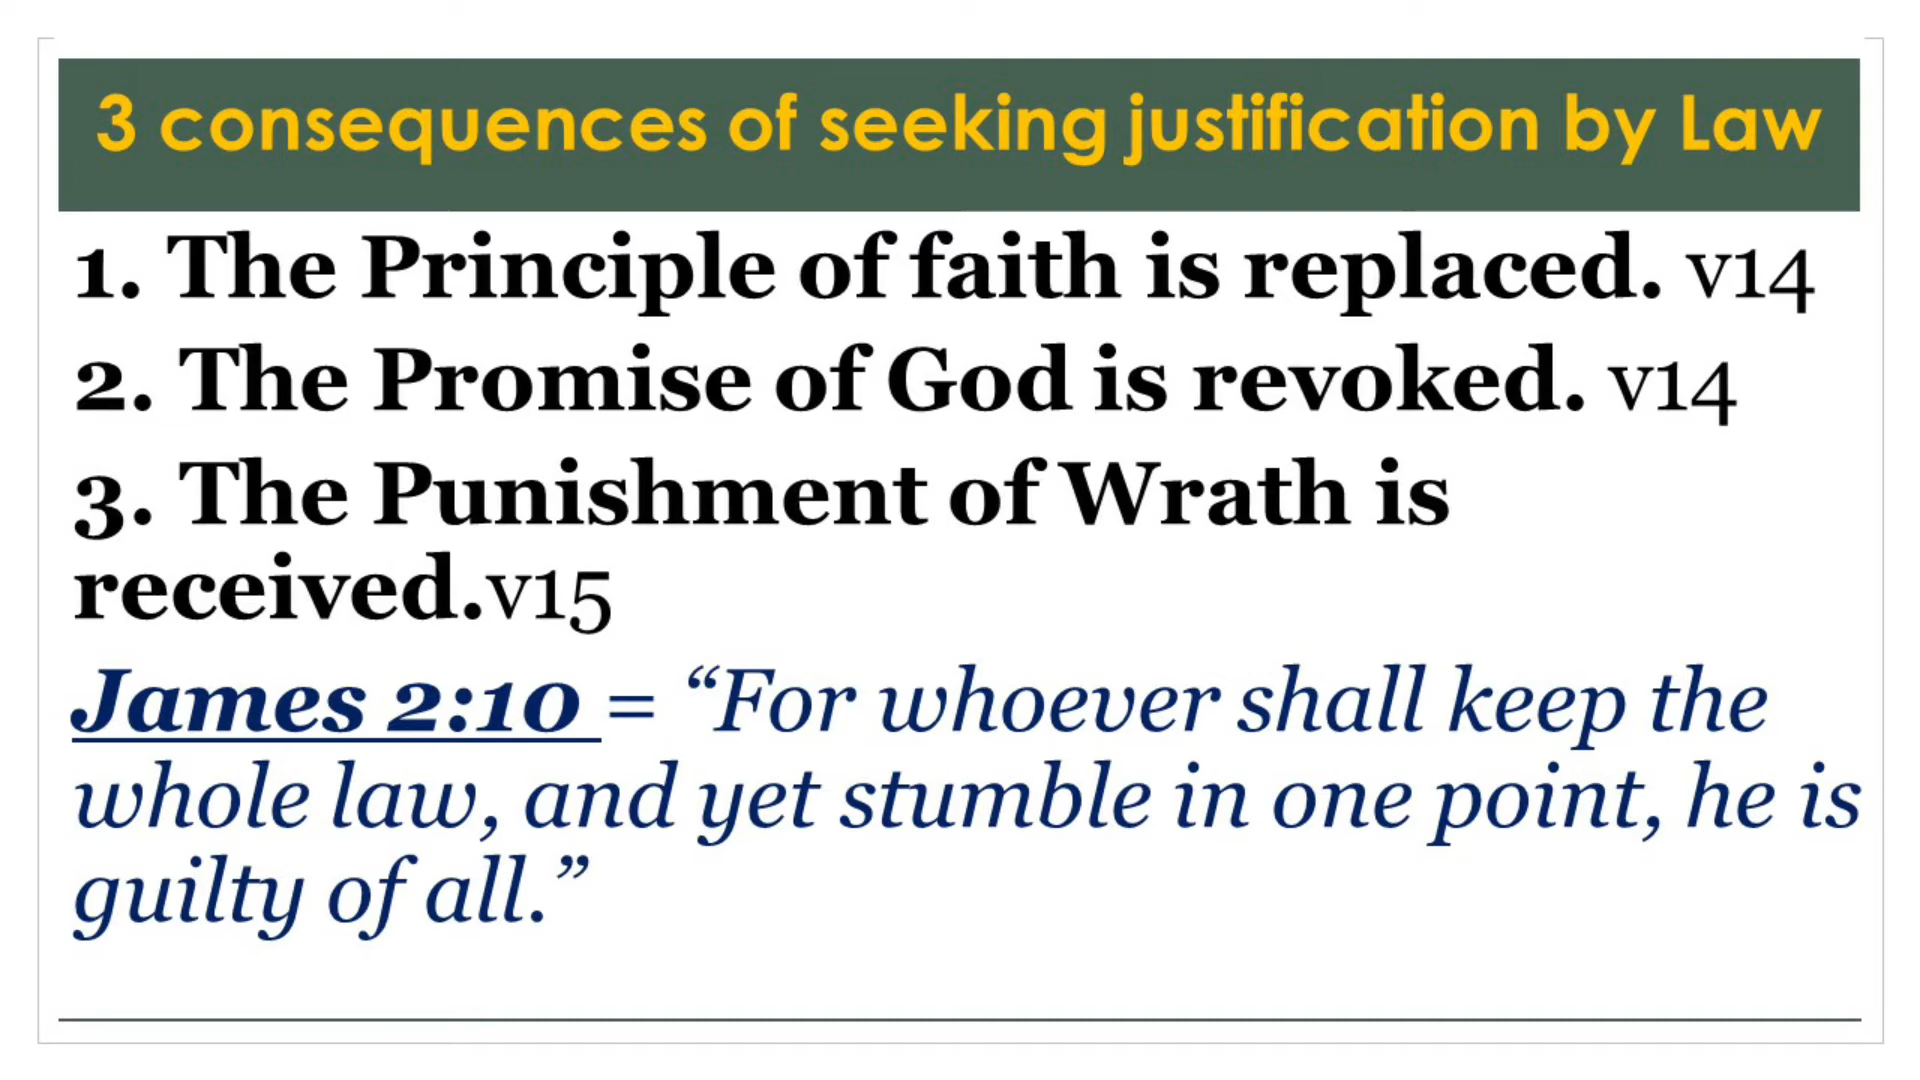 3 consequences of seeking justification by Law
1. The Principle of faith is replaced. v14
2. The Promise of God is revoked. v14
3. The Punishment of Wrath is
received.v15
James 2:10 = “For whoever shall keep the
whole law, and yet stumble in one point, he is
guilty of all.”